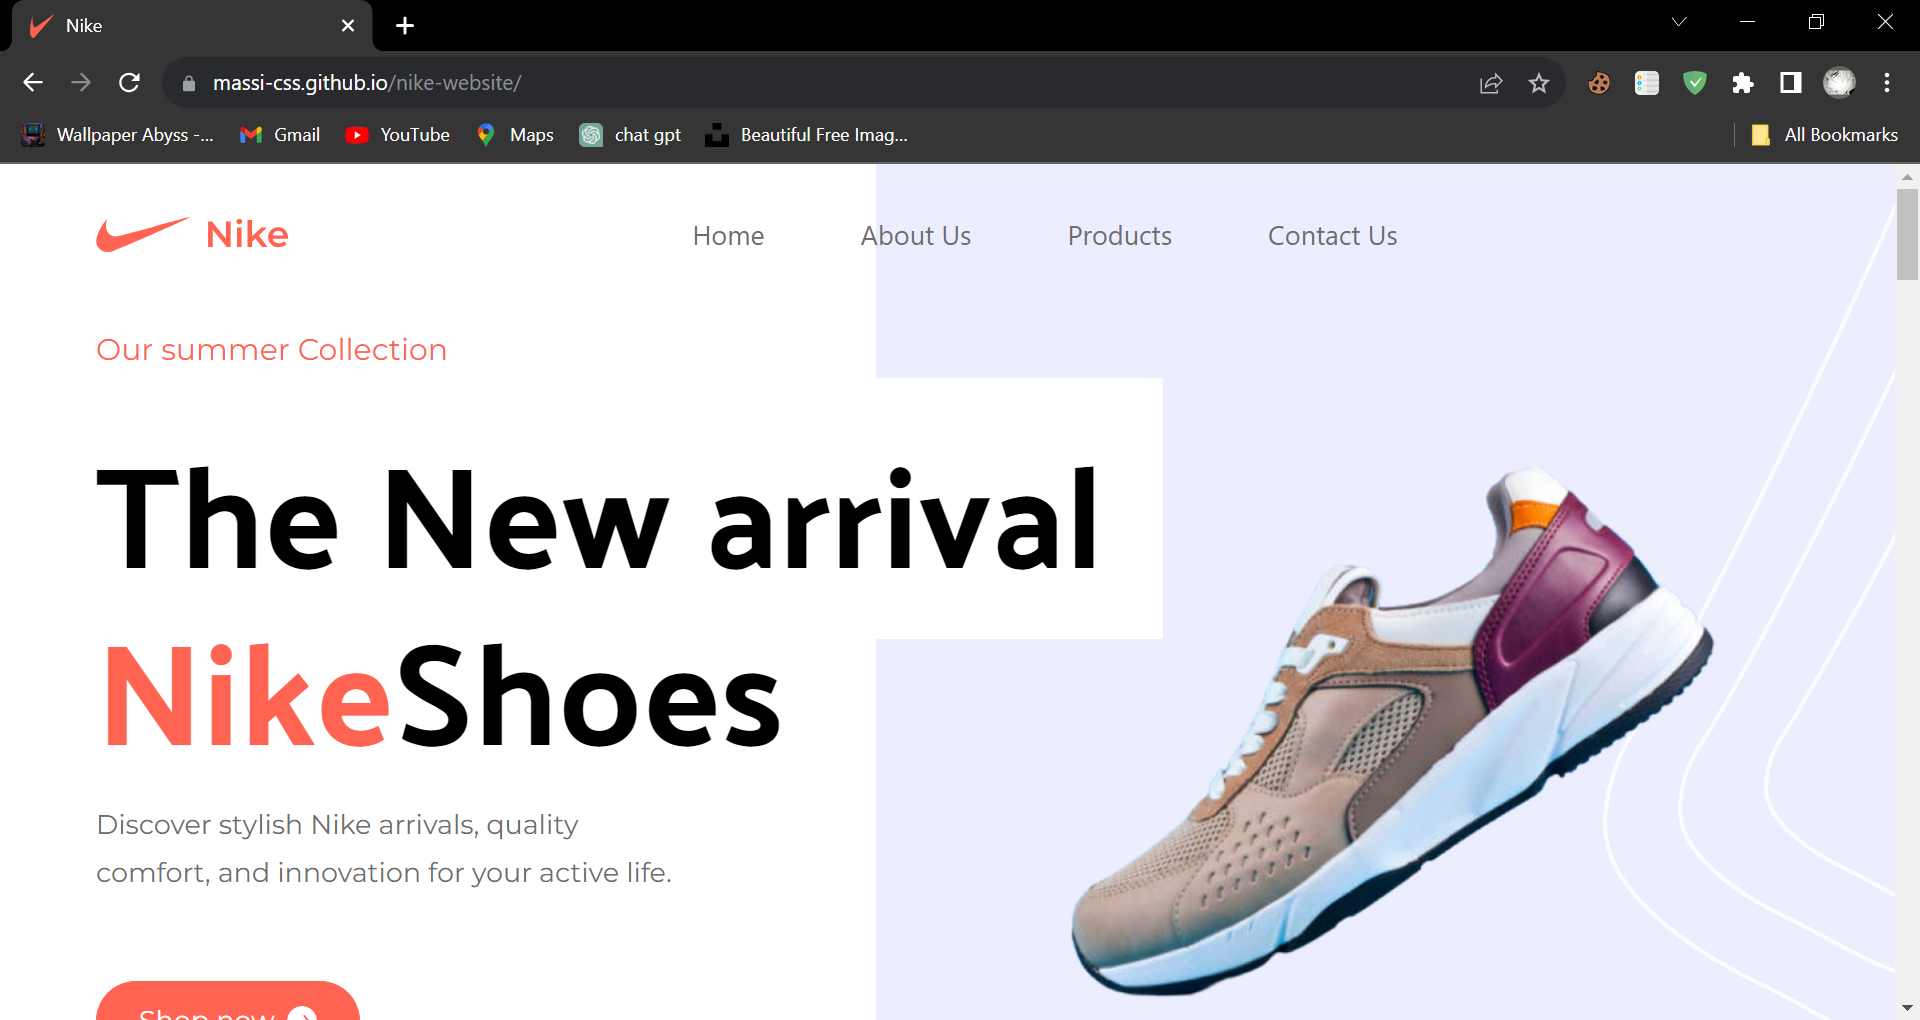 Nike
massi-css.github.io/nike-website/
Wallpaper Abyss -...
Gmail
YouTube
Maps
chat gpt
Beautiful Free Imag...
All Bookmarks
Nike
Home
About Us
Products
Contact Us
Our summer Collection
The New arrival
NikeShoes
Discover stylish Nike arrivals, quality
comfort, and innovation for your active life.
Shop now